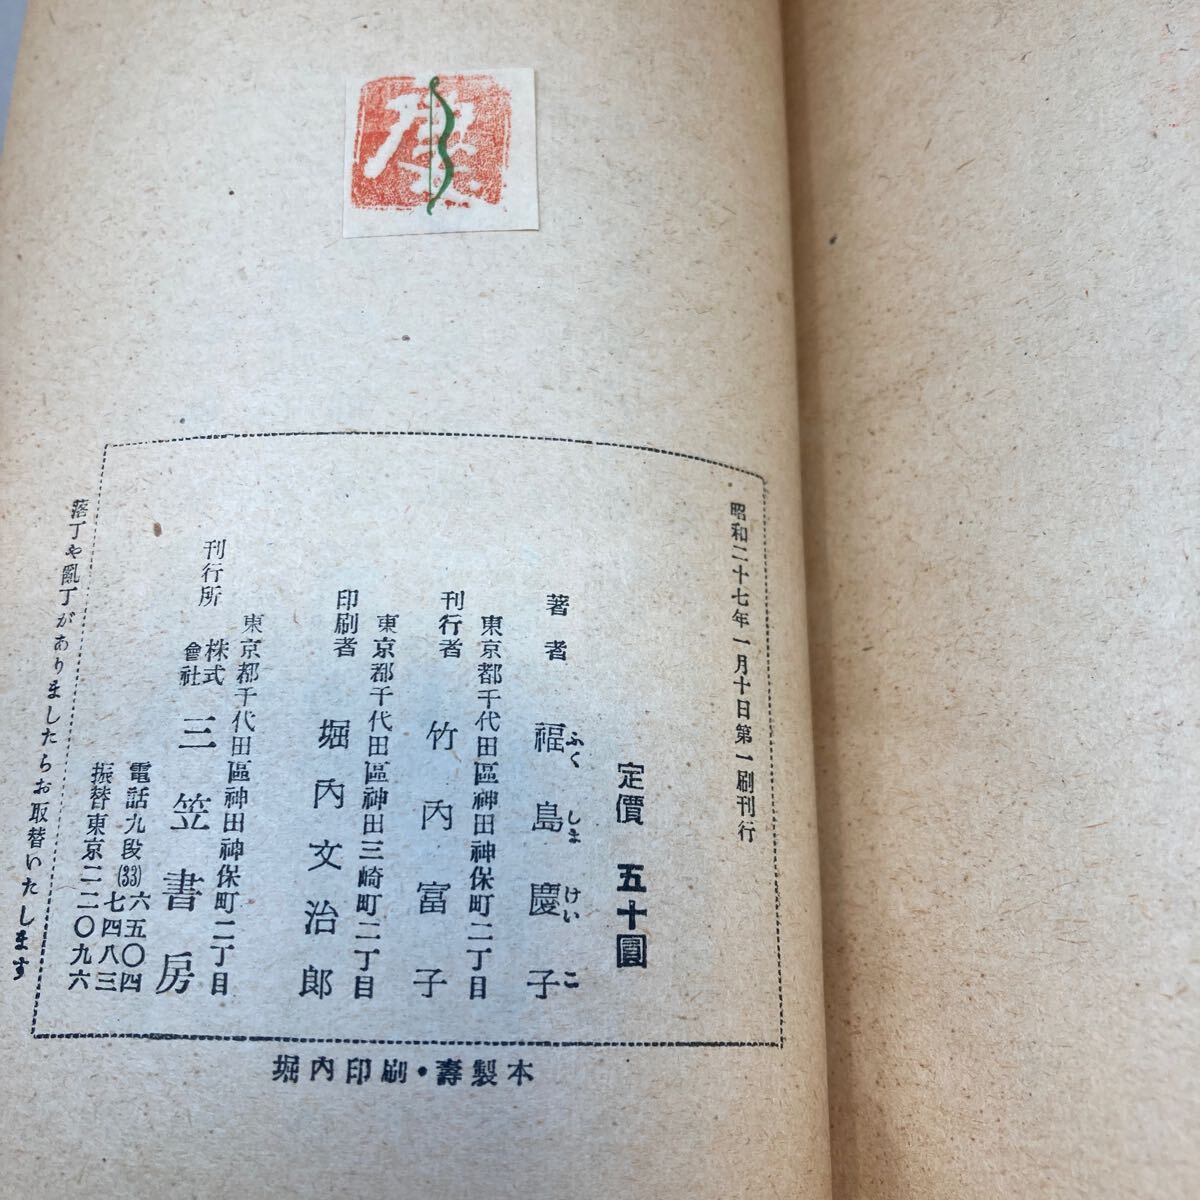 昭和二十七年一月十日第一刷刊行
定價 五十圓
著者 福島慶子
ふくしまけいこ
東京都千代田區神田神保町二丁目
刊行者 竹内富子
東京都千代田區神田三崎町二丁目
印刷者 堀内文治郎
東京都千代田區神田神保町二丁目
刊行所 株式會社 三笠書房
電話九段(33)六五〇四
七四八三
振替東京二二〇九六
落丁や亂丁がありましたらお取替いたします
堀内印刷・壽製本